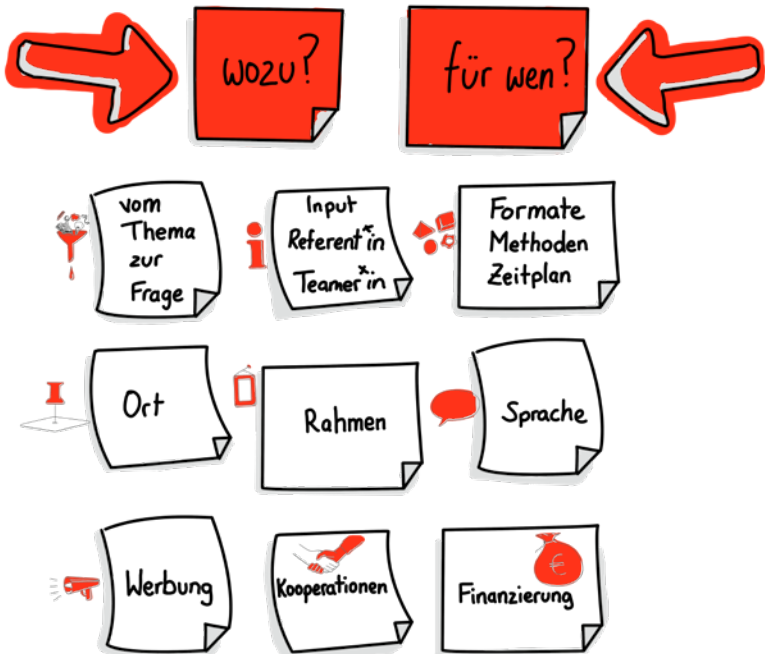 wozu?
für wen?
vom
Thema
zur
Frage
Input
Referent*in
Teamer*in
Formate
Methoden
Zeitplan
Ort
Rahmen
Sprache
Werbung
Kooperationen
Finanzierung
€